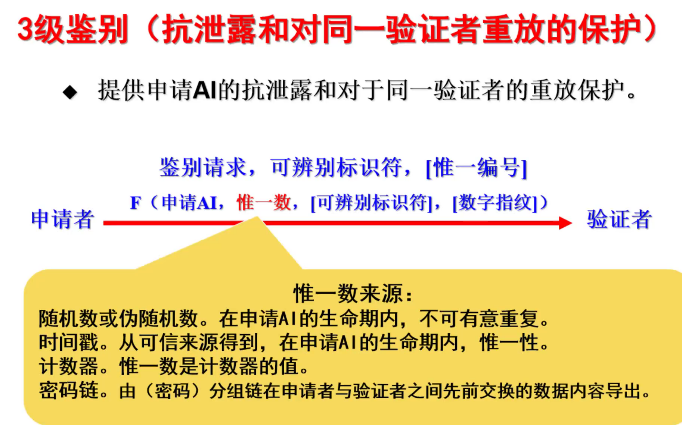 3级鉴别（抗泄露和对同一验证者重放的保护）
◆ 提供申请AI的抗泄露和对于同一验证者的重放保护。
鉴别请求，可辨别标识符，[惟一编号]
F（申请AI，惟一数，[可辨别标识符]，[数字指纹]）
申请者
验证者
惟一数来源：
随机数或伪随机数。在申请AI的生命期内，不可有意重复。
时间戳。从可信来源得到，在申请AI的生命期内，惟一性。
计数器。惟一数是计数器的值。
密码链。由（密码）分组链在申请者与验证者之间先前交换的数据内容导出。